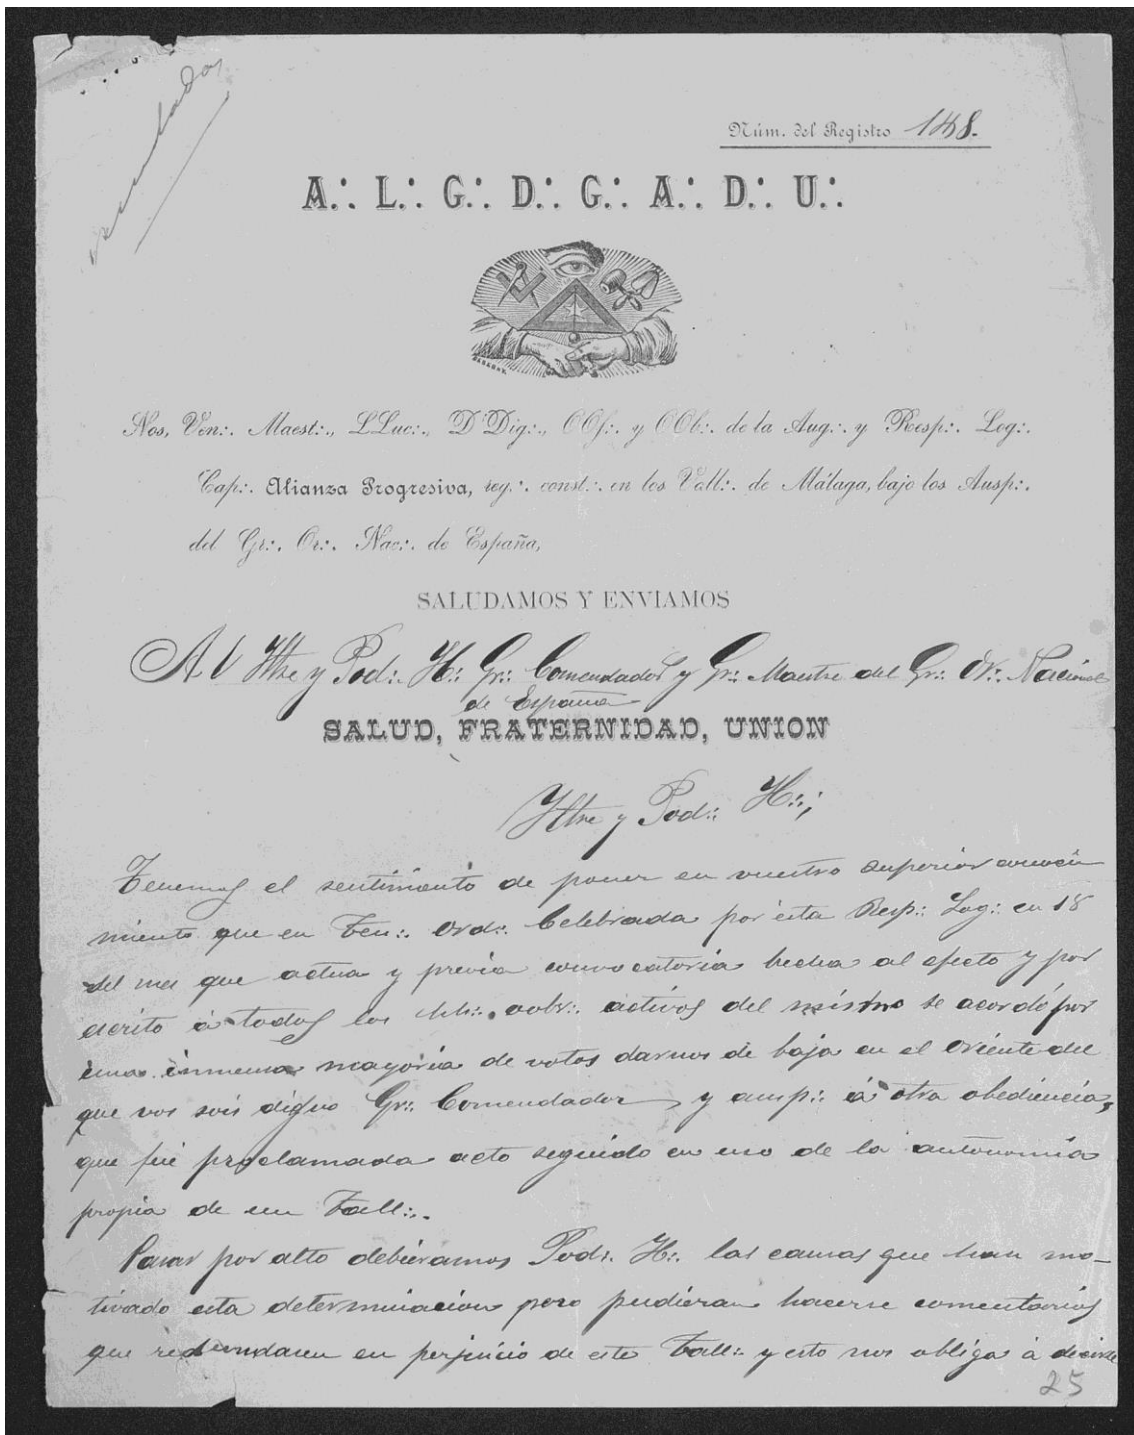 Núm. del Registro 148.
A.·. L.·. G.·. D.·. G.·. A.·. D.·. U.·.
Nos, Ven.·. Maest.·., LLuc.·., DDig.·., OOf.·. y OOb.·. de la Aug.·. y Resp.·. Log.·.
Cap.·. Alianza Progresiva, reg.·. const.·. en los Vall.·. de Málaga, bajo los Ausp.·.
del Gr.·. Or.·. Nac.·. de España,
SALUDAMOS Y ENVIAMOS
Al Iltre y Pod.·. H.·. Gr.·. Comendador y Gr.·. Maestre del Gr.·. Or.·. Nacional
de España
SALUD, FRATERNIDAD, UNION
Iltre y Pod.·. H.·.;
Tenemos el sentimiento de poner en vuestro superior conoci
miento que en Ten.·. Ord.·. Celebrada por esta Resp.·. Log.·. en 18
del mes que actua y previa convocatoria hecha al efecto y por
escrito á todos los hh.·. oobr.·. activos del mismo se acordó por
una inmensa mayoria de votos darnos de baja en el Oriente del
que vos sois digno Gr.·. Comendador y ausp.·. á otra obediencia,
que fué proclamada acto seguido en uso de la autonomia
propia de un Tall.·.
Pasar por alto debieramos Pod.·. H.·. las causas que han mo-
tivado esta determinacion pero pudieran hacerse comentarios
que redundasen en perjuicio de este Tall.·. y esto nos obliga á decirle
25